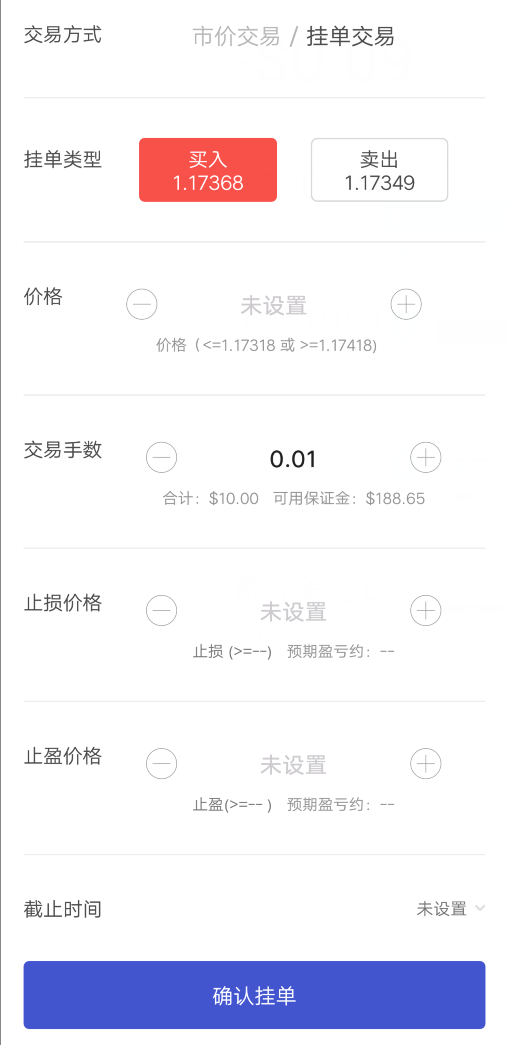 交易方式 市价交易 / 挂单交易
挂单类型 买入 卖出
1.17368 1.17349
价格 未设置
价格（<=1.17318 或 >=1.17418)
交易手数 0.01
合计：$10.00 可用保证金：$188.65
止损价格 未设置
止损 (>=--) 预期盈亏约：--
止盈价格 未设置
止盈(>=-- ) 预期盈亏约：--
截止时间 未设置
确认挂单